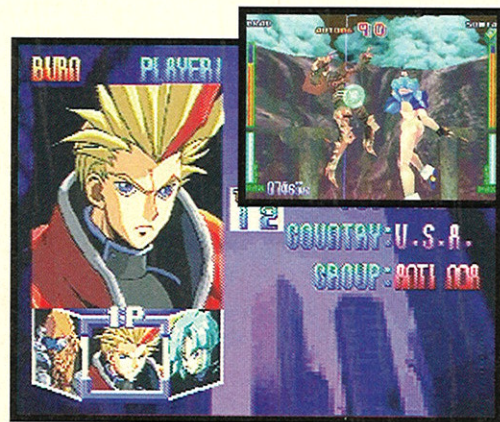 BURN PLAYER1
90
12
COUNTRY:U.S.A.
GROUP:ANTI NOA
1P